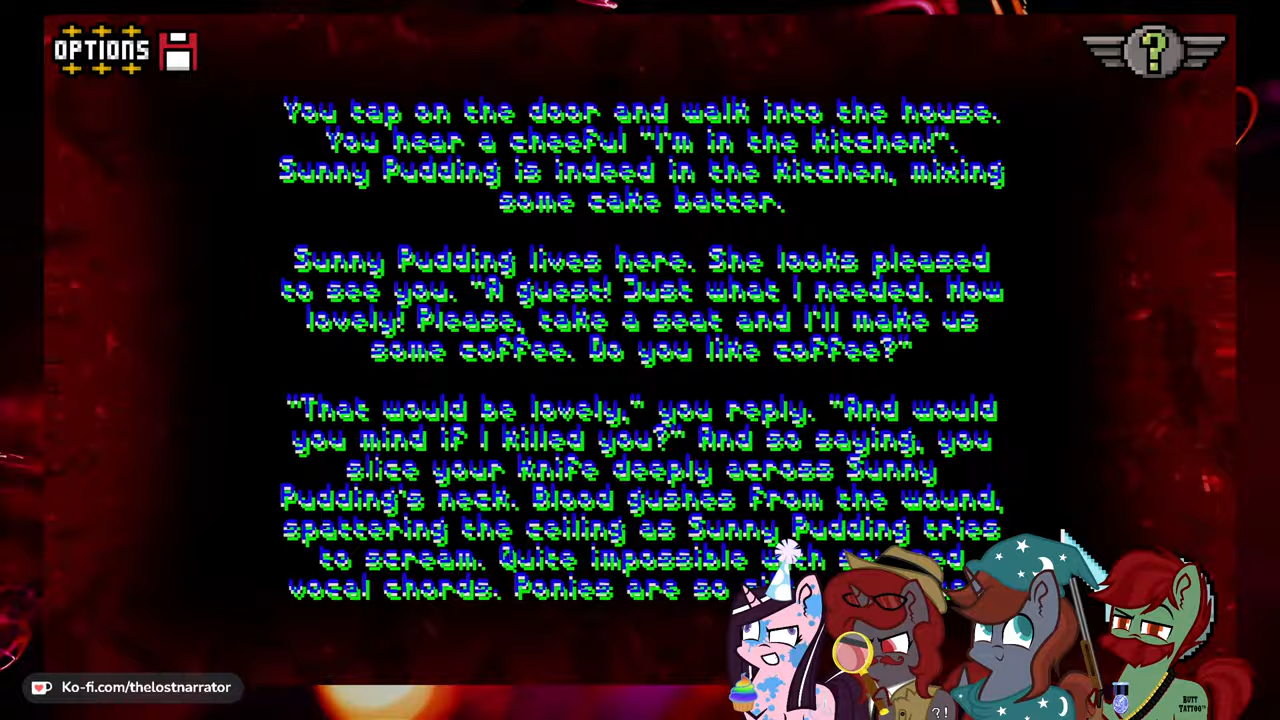 OPTIONS
?
You tap on the door and walk into the house.
You hear a cheeful "I'm in the kitchen!".
Sunny Pudding is indeed in the kitchen, mixing
some cake batter.
Sunny Pudding lives here. She looks pleased
to see you. "A guest! Just what I needed. How
lovely! Please, take a seat and I'll make us
some coffee. Do you like coffee?"
"That would be lovely," you reply. "And would
you mind if I killed you?" And so saying, you
slice your knife deeply across Sunny
Pudding's neck. Blood gushes from the wound,
spattering the ceiling as Sunny Pudding tries
to scream. Quite impossible with
vocal chords. Ponies are so
Ko-fi.com/thelostnarrator
?!
BUTT
TATTOO™